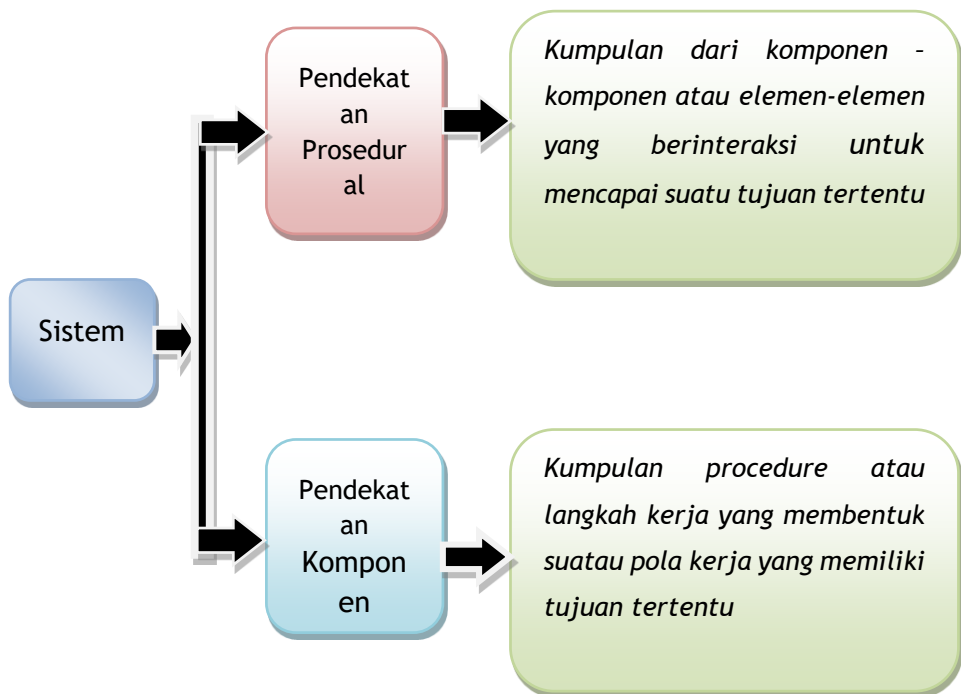 Sistem
Pendekat
an
Prosedur
al
Kumpulan dari komponen -
komponen atau elemen-elemen
yang berinteraksi untuk
mencapai suatu tujuan tertentu
Pendekat
an
Kompon
en
Kumpulan procedure atau
langkah kerja yang membentuk
suatau pola kerja yang memiliki
tujuan tertentu